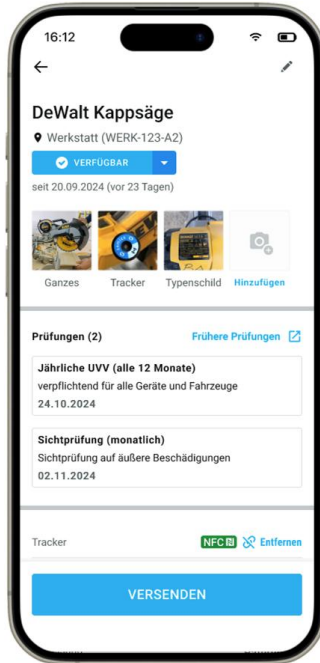 16:12
DeWalt Kappsäge
Werkstatt (WERK-123-A2)
VERFÜGBAR
seit 20.09.2024 (vor 23 Tagen)
Ganzes Tracker Typenschild Hinzufügen
Prüfungen (2) Frühere Prüfungen
Jährliche UVV (alle 12 Monate)
verpflichtend für alle Geräte und Fahrzeuge
24.10.2024
Sichtprüfung (monatlich)
Sichtprüfung auf äußere Beschädigungen
02.11.2024
Tracker NFC Entfernen
VERSENDEN